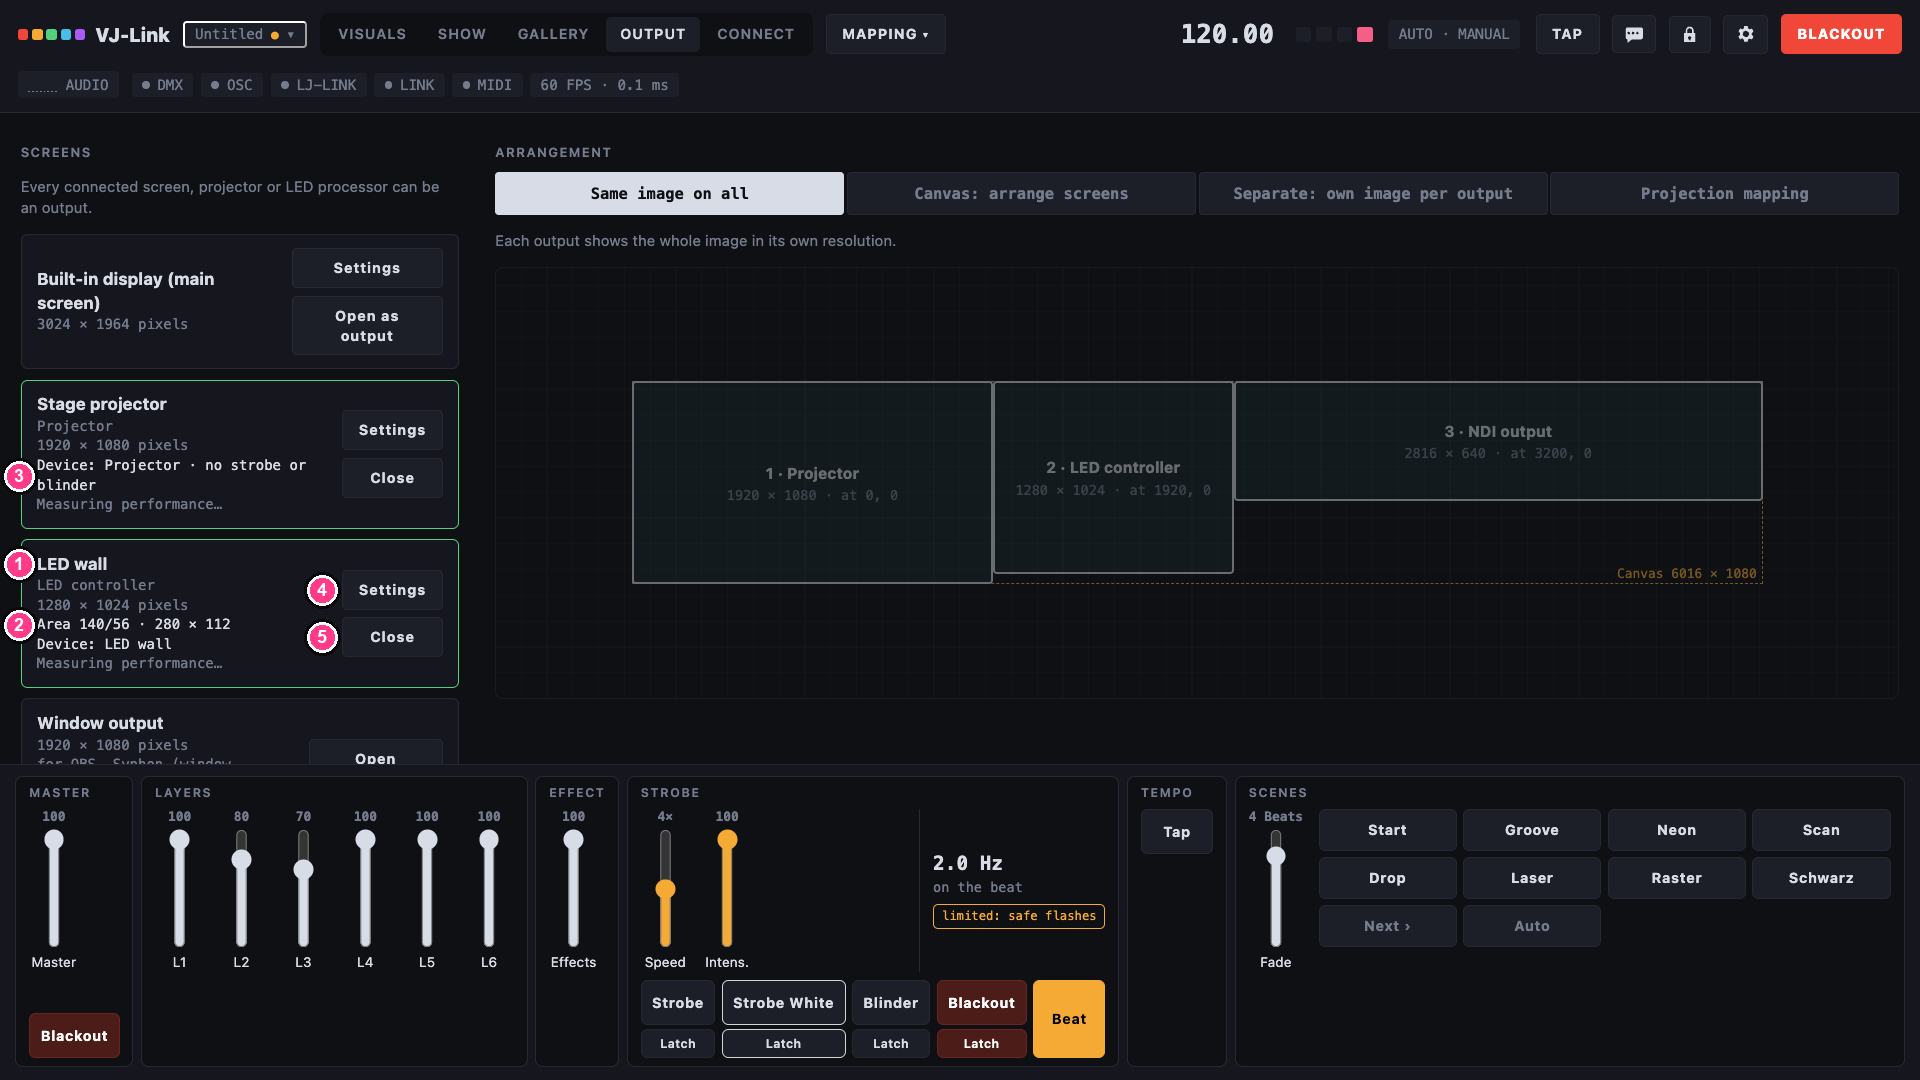 VJ-Link
Untitled
VISUALS
SHOW
GALLERY
OUTPUT
CONNECT
MAPPING
120.00
AUTO · MANUAL
TAP
BLACKOUT
AUDIO
DMX
OSC
LJ-LINK
LINK
MIDI
60 FPS · 0.1 ms
SCREENS
Every connected screen, projector or LED processor can be
an output.
Built-in display (main
screen)
3024 × 1964 pixels
Settings
Open as
output
Stage projector
Projector
1920 × 1080 pixels
Device: Projector · no strobe or
blinder
Measuring performance…
Settings
Close
3
1
LED wall
LED controller
1280 × 1024 pixels
2
Area 140/56 · 280 × 112
Device: LED wall
Measuring performance…
4
Settings
5
Close
Window output
1920 × 1080 pixels
for OBS, Syphon (window
Open
ARRANGEMENT
Same image on all
Canvas: arrange screens
Separate: own image per output
Projection mapping
Each output shows the whole image in its own resolution.
1 · Projector
1920 × 1080 · at 0, 0
2 · LED controller
1280 × 1024 · at 1920, 0
3 · NDI output
2816 × 640 · at 3200, 0
Canvas 6016 × 1080
MASTER
100
Master
Blackout
LAYERS
100 80 70 100 100 100
L1 L2 L3 L4 L5 L6
EFFECT
100
Effects
STROBE
4× 100
Speed Intens.
2.0 Hz
on the beat
limited: safe flashes
Strobe
Strobe White
Blinder
Blackout
Beat
Latch
Latch
Latch
Latch
TEMPO
Tap
SCENES
4 Beats
Fade
Start
Groove
Neon
Scan
Drop
Laser
Raster
Schwarz
Next ›
Auto